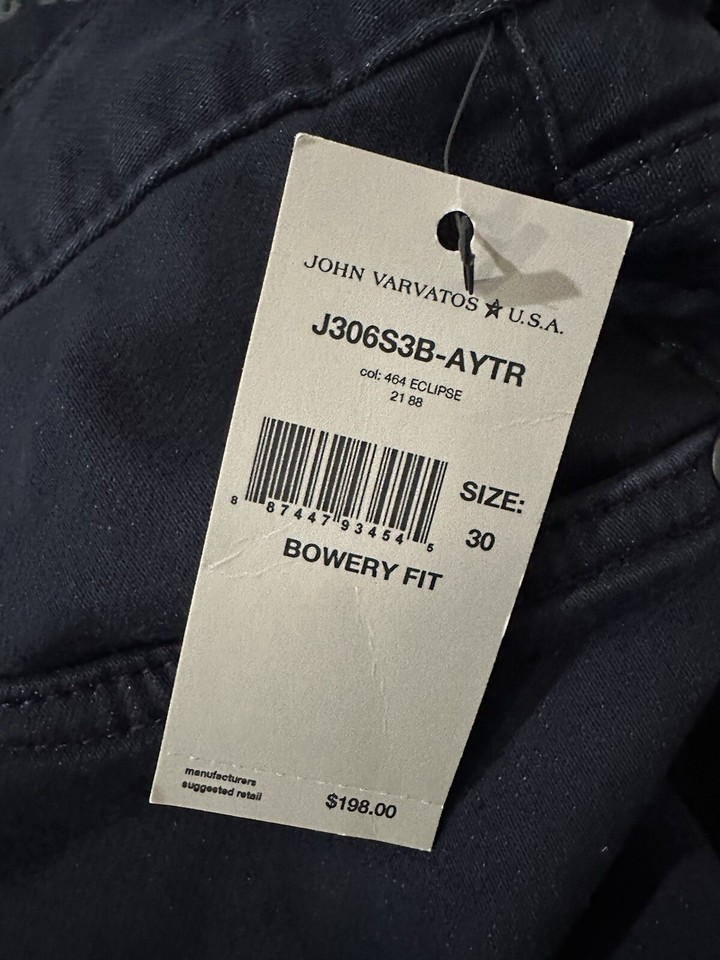 JOHN VARVATOS ★ U.S.A.
J306S3B-AYTR
col: 464 ECLIPSE
21 88
8 87447 93454 5
SIZE:
30
BOWERY FIT
manufacturers
suggested retail
$198.00